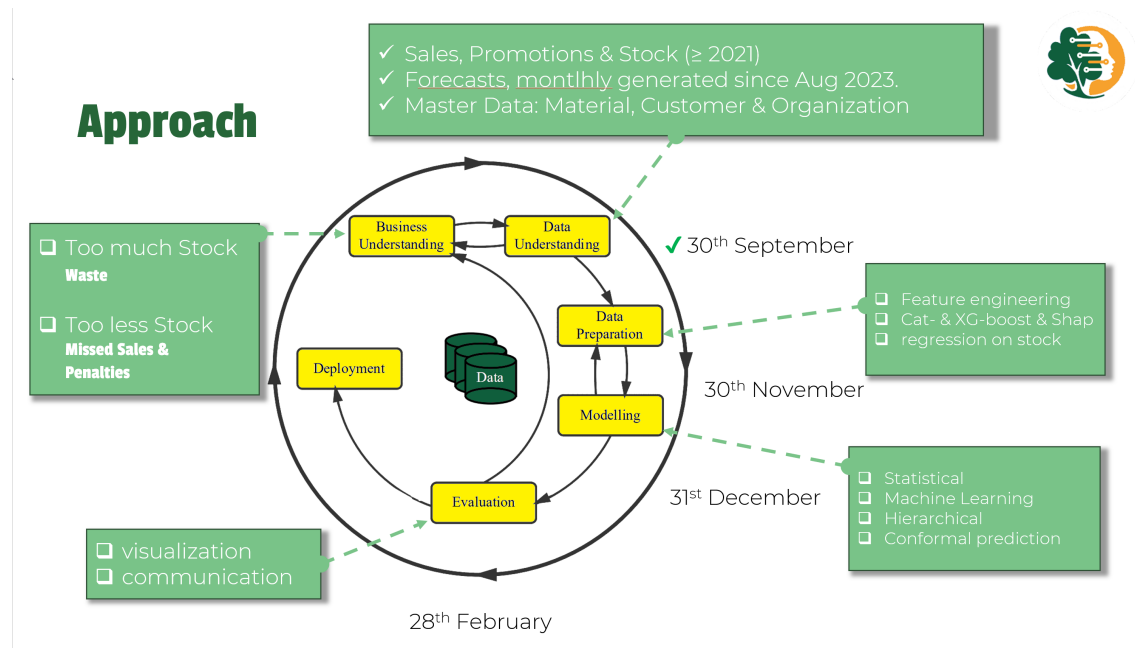 Approach
✓ Sales, Promotions & Stock (≥ 2021)
✓ Forecasts, montlhly generated since Aug 2023.
✓ Master Data: Material, Customer & Organization
❑ Too much Stock
Waste
❑ Too less Stock
Missed Sales &
Penalties
Business
Understanding
Data
Understanding
✓ 30th September
Data
Preparation
❑ Feature engineering
❑ Cat- & XG-boost & Shap
❑ regression on stock
Deployment
Data
30th November
Modelling
❑ Statistical
❑ Machine Learning
❑ Hierarchical
❑ Conformal prediction
31st December
Evaluation
❑ visualization
❑ communication
28th February